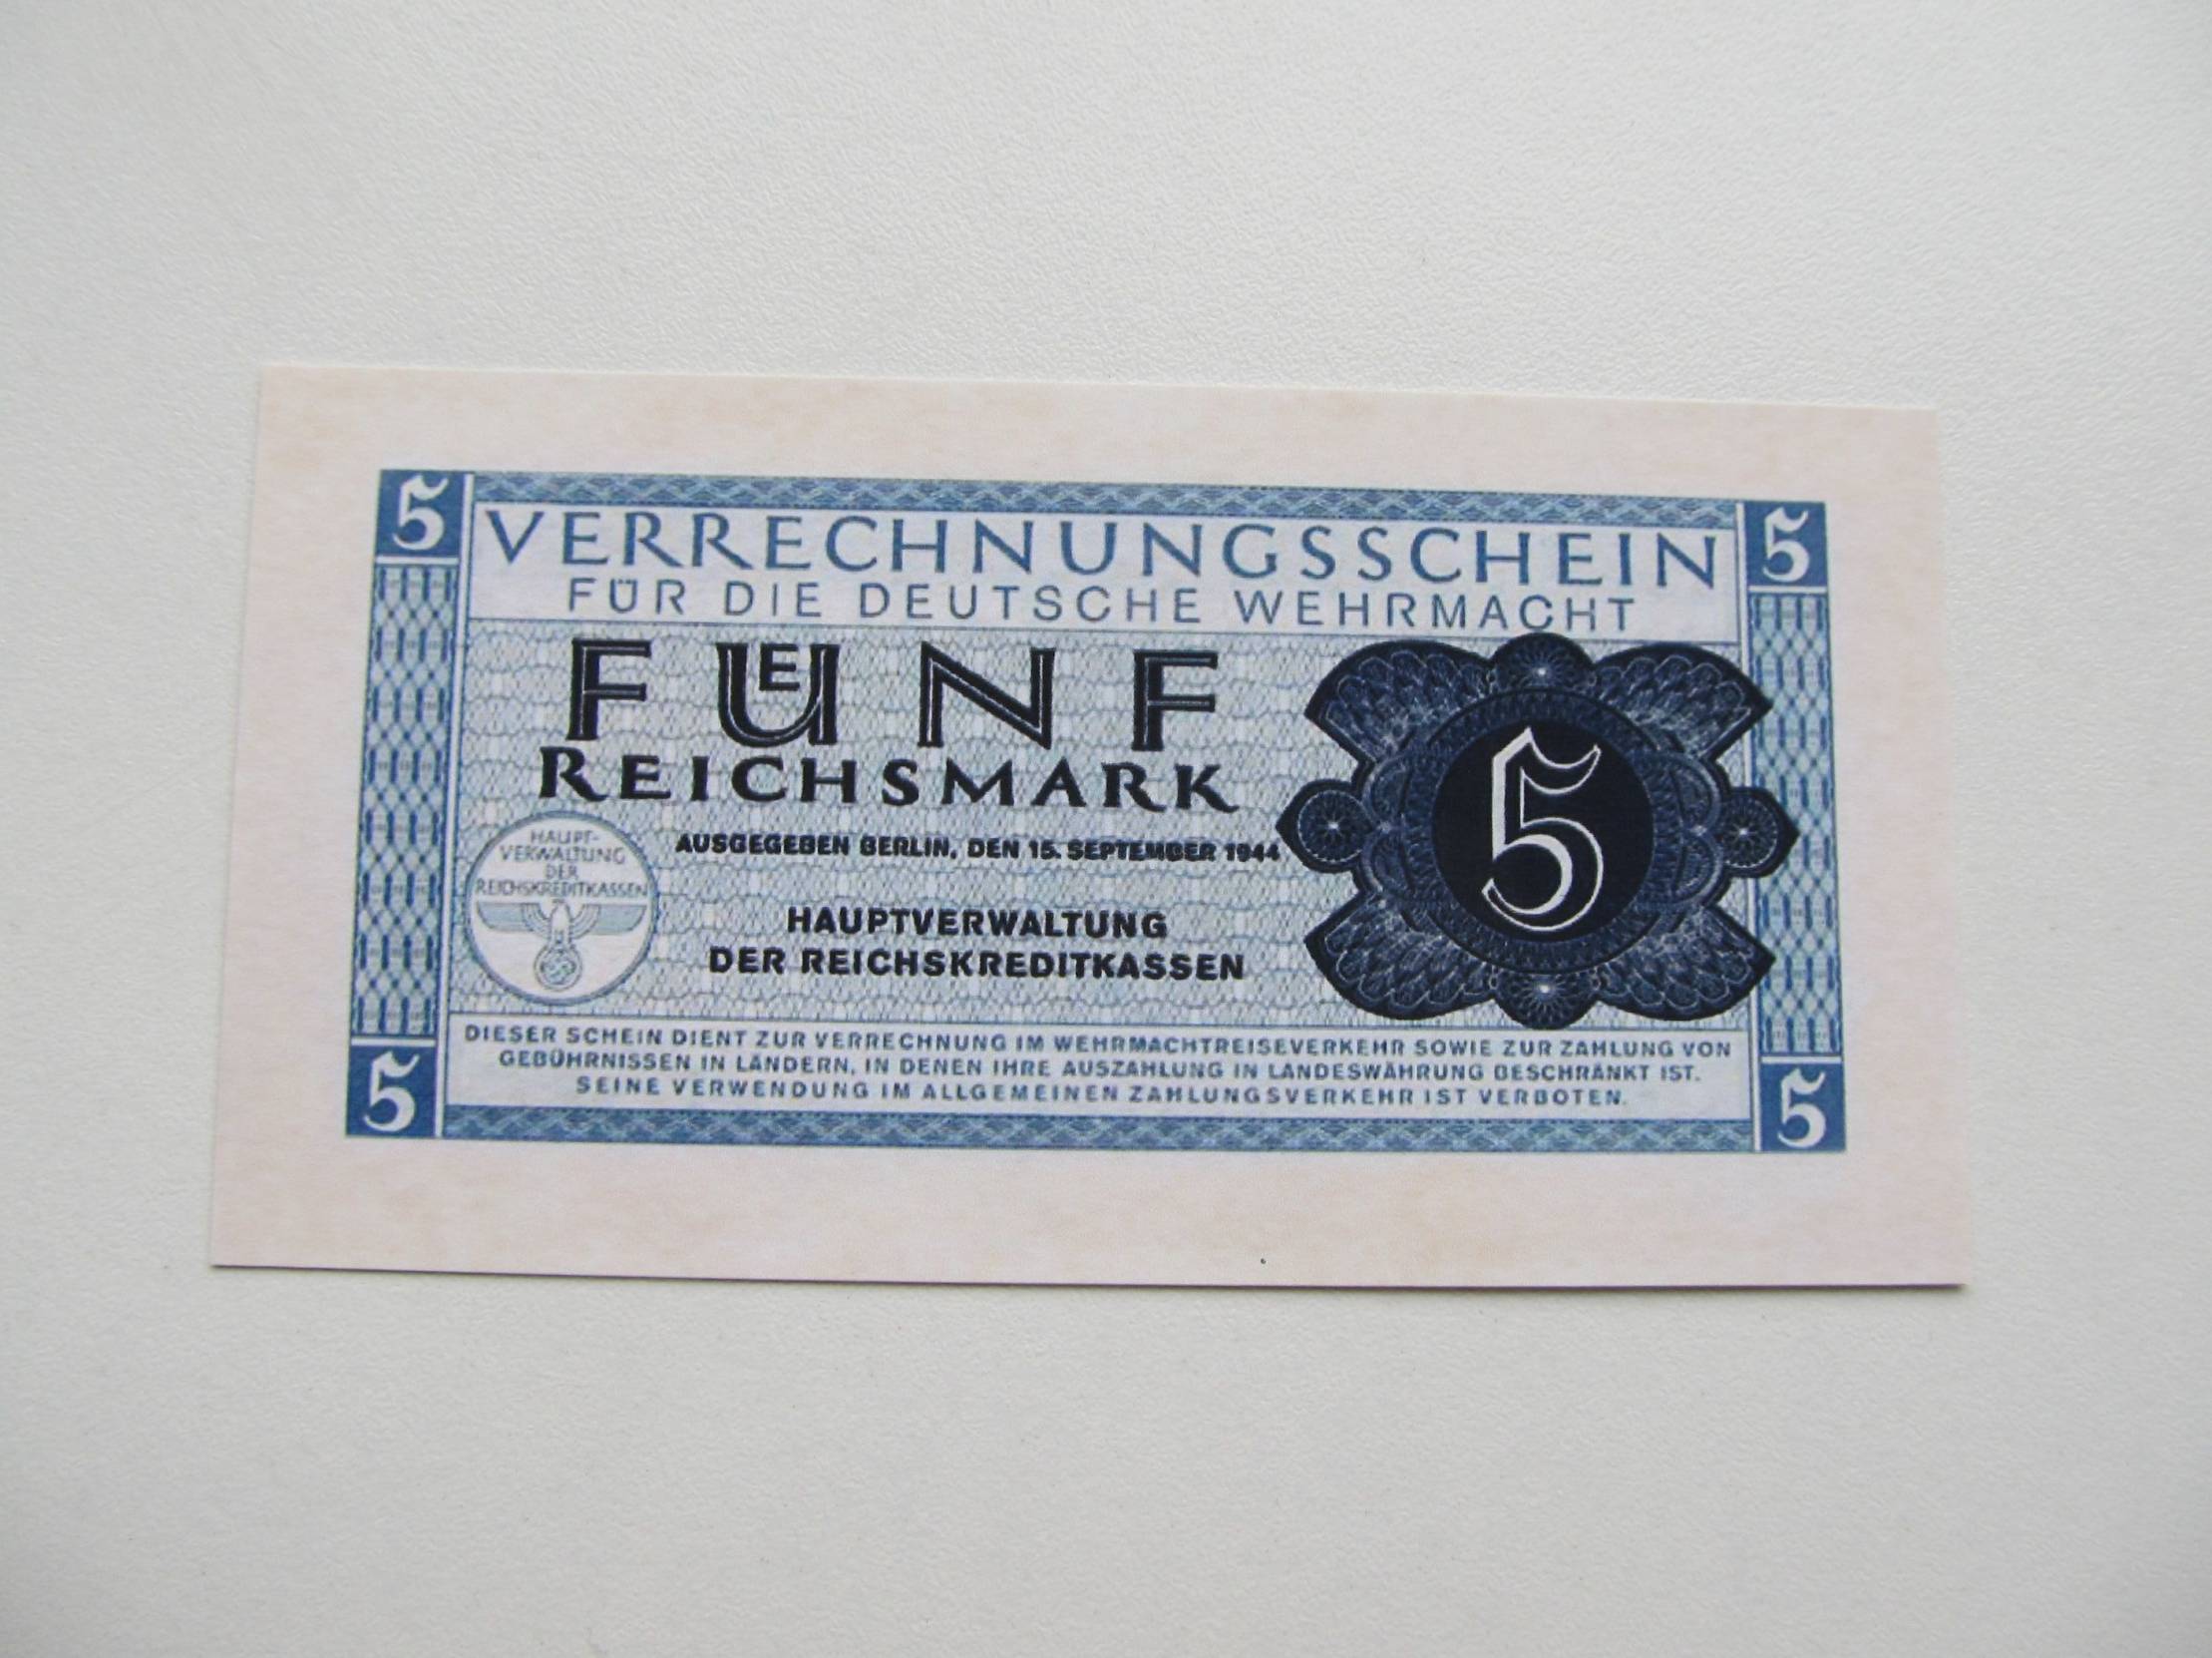 5
5
VERRECHNUNGSSCHEIN
FÜR DIE DEUTSCHE WEHRMACHT
FUENF
REICHSMARK
5
AUSGEGEBEN BERLIN, DEN 15. SEPTEMBER 1944
HAUPT-
VERWALTUNG
DER
REICHSKREDITKASSEN
HAUPTVERWALTUNG
DER REICHSKREDITKASSEN
DIESER SCHEIN DIENT ZUR VERRECHNUNG IM WEHRMACHTREISEVERKEHR SOWIE ZUR ZAHLUNG VON
GEBÜHRNISSEN IN LÄNDERN, IN DENEN IHRE AUSZAHLUNG IN LANDESWÄHRUNG BESCHRÄNKT IST.
SEINE VERWENDUNG IM ALLGEMEINEN ZAHLUNGSVERKEHR IST VERBOTEN.
5
5